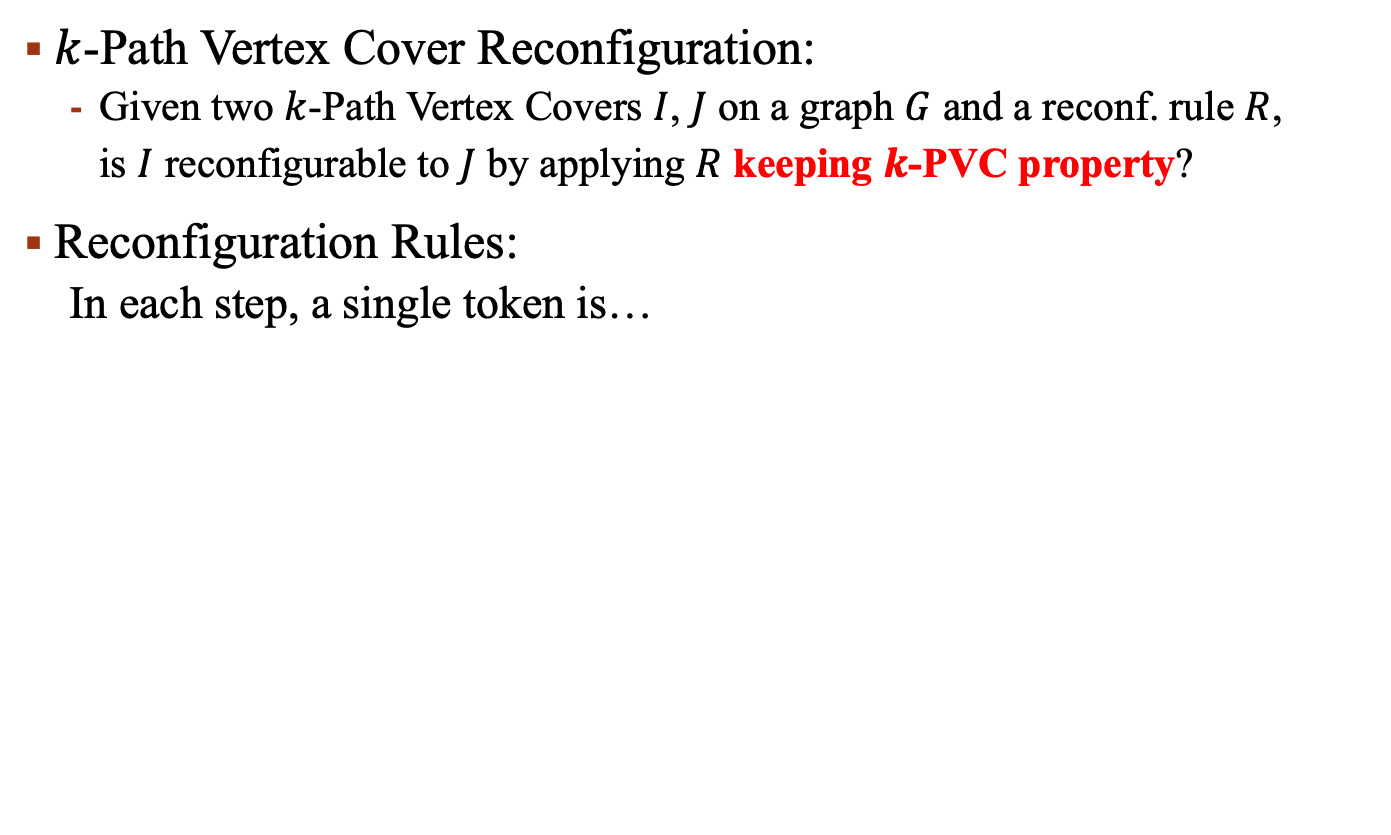 ▪ k-Path Vertex Cover Reconfiguration:
- Given two k-Path Vertex Covers I, J on a graph G and a reconf. rule R,
is I reconfigurable to J by applying R keeping k-PVC property?
▪ Reconfiguration Rules:
In each step, a single token is…